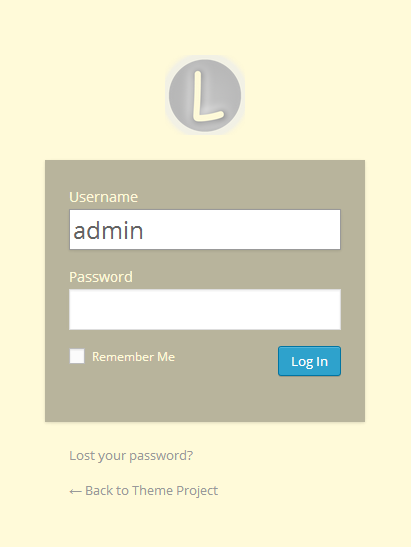 L
Username
admin
Password
Remember Me
Log In
Lost your password?
← Back to Theme Project